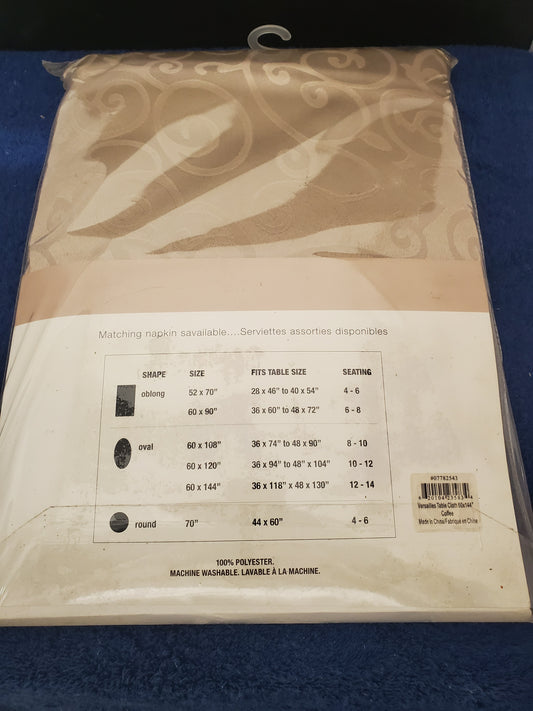 Matching napkin savailable....Serviettes assorties disponibles
SHAPE SIZE FITS TABLE SIZE SEATING
oblong 52 x 70" 28 x 46" to 40 x 54" 4 - 6
60 x 90" 36 x 60" to 48 x 72" 6 - 8
oval 60 x 108" 36 x 74" to 48 x 90" 8 - 10
60 x 120" 36 x 94" to 48" x 104" 10 - 12
60 x 144" 36 x 118" x 48 x 130" 12 - 14
round 70" 44 x 60" 4 - 6
#07782543
Versailles Table Cloth 60x144"
Coffee
Made in China/Fabriqué en Chine
100% POLYESTER.
MACHINE WASHABLE. LAVABLE À LA MACHINE.